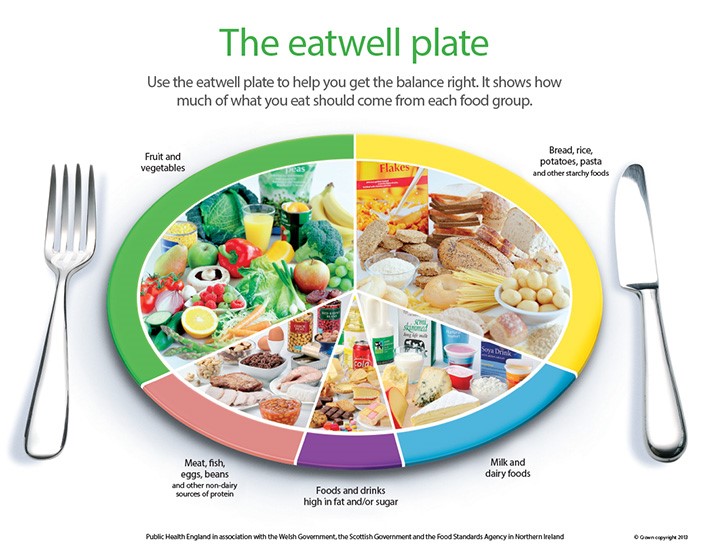 The eatwell plate
Use the eatwell plate to help you get the balance right. It shows how
much of what you eat should come from each food group.
Fruit and
vegetables
Bread, rice,
potatoes, pasta
and other starchy foods
peas
Flakes
semi
skimmed
long life milk
Soya Drink
Cola
Meat, fish,
eggs, beans
and other non-dairy
sources of protein
Foods and drinks
high in fat and/or sugar
Milk and
dairy foods
Public Health England in association with the Welsh Government, the Scottish Government and the Food Standards Agency in Northern Ireland
© Crown copyright 2013